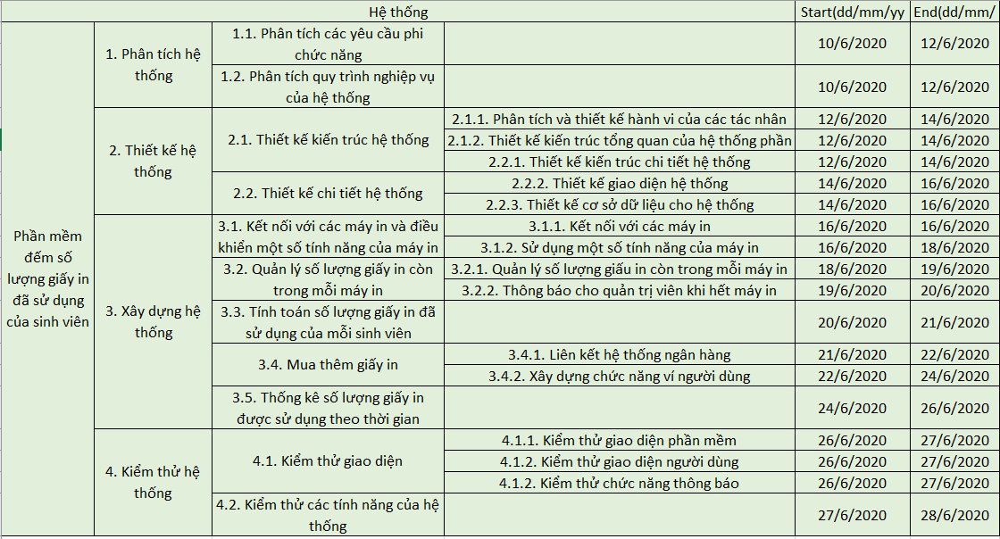 Hệ thống
Start(dd/mm/yy
End(dd/mm/
Phần mềm
đếm số
lượng giấy in
đã sử dụng
của sinh viên
1. Phân tích hệ
thống
1.1. Phân tích các yêu cầu phi
chức năng
10/6/2020
12/6/2020
1.2. Phân tích quy trình nghiệp vụ
của hệ thống
10/6/2020
12/6/2020
2. Thiết kế hệ
thống
2.1. Thiết kế kiến trúc hệ thống
2.1.1. Phân tích và thiết kế hành vi của các tác nhân
12/6/2020
14/6/2020
2.1.2. Thiết kế kiến trúc tổng quan của hệ thống phần
12/6/2020
14/6/2020
2.2.1. Thiết kế kiến trúc chi tiết hệ thống
12/6/2020
14/6/2020
2.2. Thiết kế chi tiết hệ thống
2.2.2. Thiết kế giao diện hệ thống
14/6/2020
16/6/2020
2.2.3. Thiết kế cơ sở dữ liệu cho hệ thống
14/6/2020
16/6/2020
3. Xây dựng hệ
thống
3.1. Kết nối với các máy in và điều
khiển một số tính năng của máy in
3.1.1. Kết nối với các máy in
16/6/2020
16/6/2020
3.1.2. Sử dụng một số tính năng của máy in
16/6/2020
18/6/2020
3.2. Quản lý số lượng giấy in còn
trong mỗi máy in
3.2.1. Quản lý số lượng giấu in còn trong mỗi máy in
18/6/2020
19/6/2020
3.2.2. Thông báo cho quản trị viên khi hết máy in
19/6/2020
20/6/2020
3.3. Tính toán số lượng giấy in đã
sử dụng của mỗi sinh viên
20/6/2020
21/6/2020
3.4. Mua thêm giấy in
3.4.1. Liên kết hệ thống ngân hàng
21/6/2020
22/6/2020
3.4.2. Xây dựng chức năng ví người dùng
22/6/2020
24/6/2020
3.5. Thống kê số lượng giấy in
được sử dụng theo thời gian
24/6/2020
26/6/2020
4. Kiểm thử hệ
thống
4.1. Kiểm thử giao diện
4.1.1. Kiểm thử giao diện phần mềm
26/6/2020
27/6/2020
4.1.2. Kiểm thử giao diện người dùng
26/6/2020
27/6/2020
4.1.2. Kiểm thử chức năng thông báo
26/6/2020
27/6/2020
4.2. Kiểm thử các tính năng của hệ
thống
27/6/2020
28/6/2020